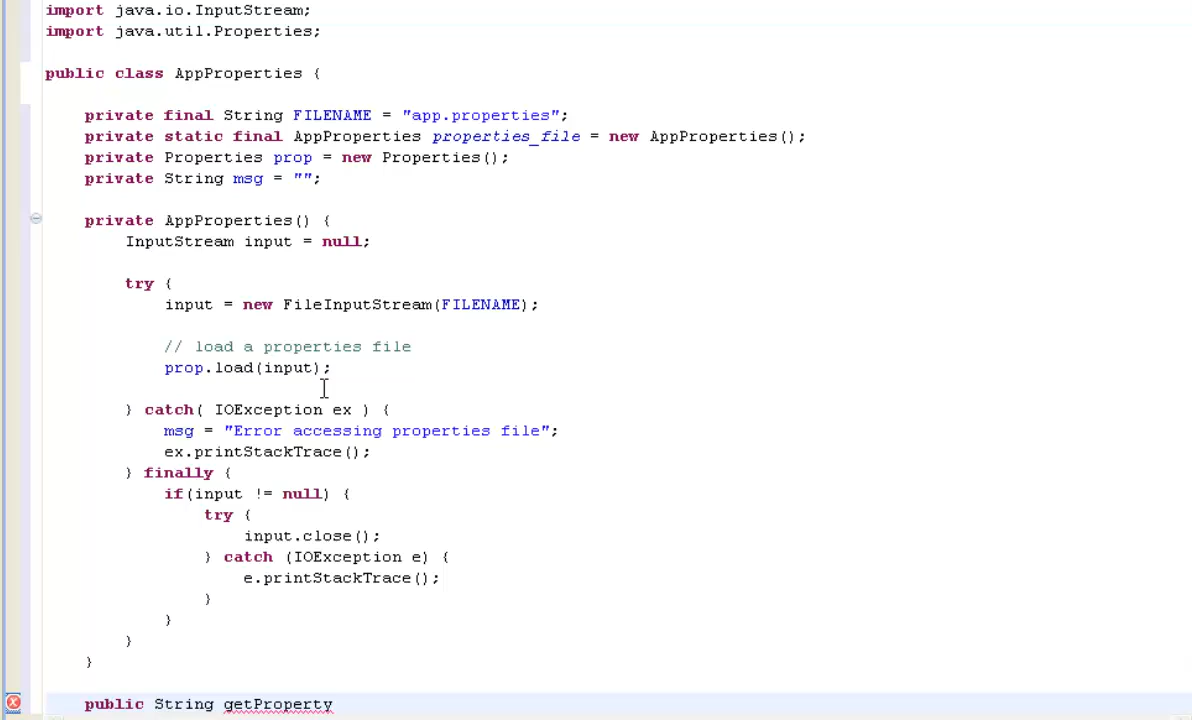 import java.io.InputStream;
import java.util.Properties;
public class AppProperties {
private final String FILENAME = "app.properties";
private static final AppProperties properties_file = new AppProperties();
private Properties prop = new Properties();
private String msg = "";
private AppProperties() {
InputStream input = null;
try {
input = new FileInputStream(FILENAME);
// load a properties file
prop.load(input);
} catch( IOException ex ) {
msg = "Error accessing properties file";
ex.printStackTrace();
} finally {
if(input != null) {
try {
input.close();
} catch (IOException e) {
e.printStackTrace();
}
}
}
}
public String getProperty